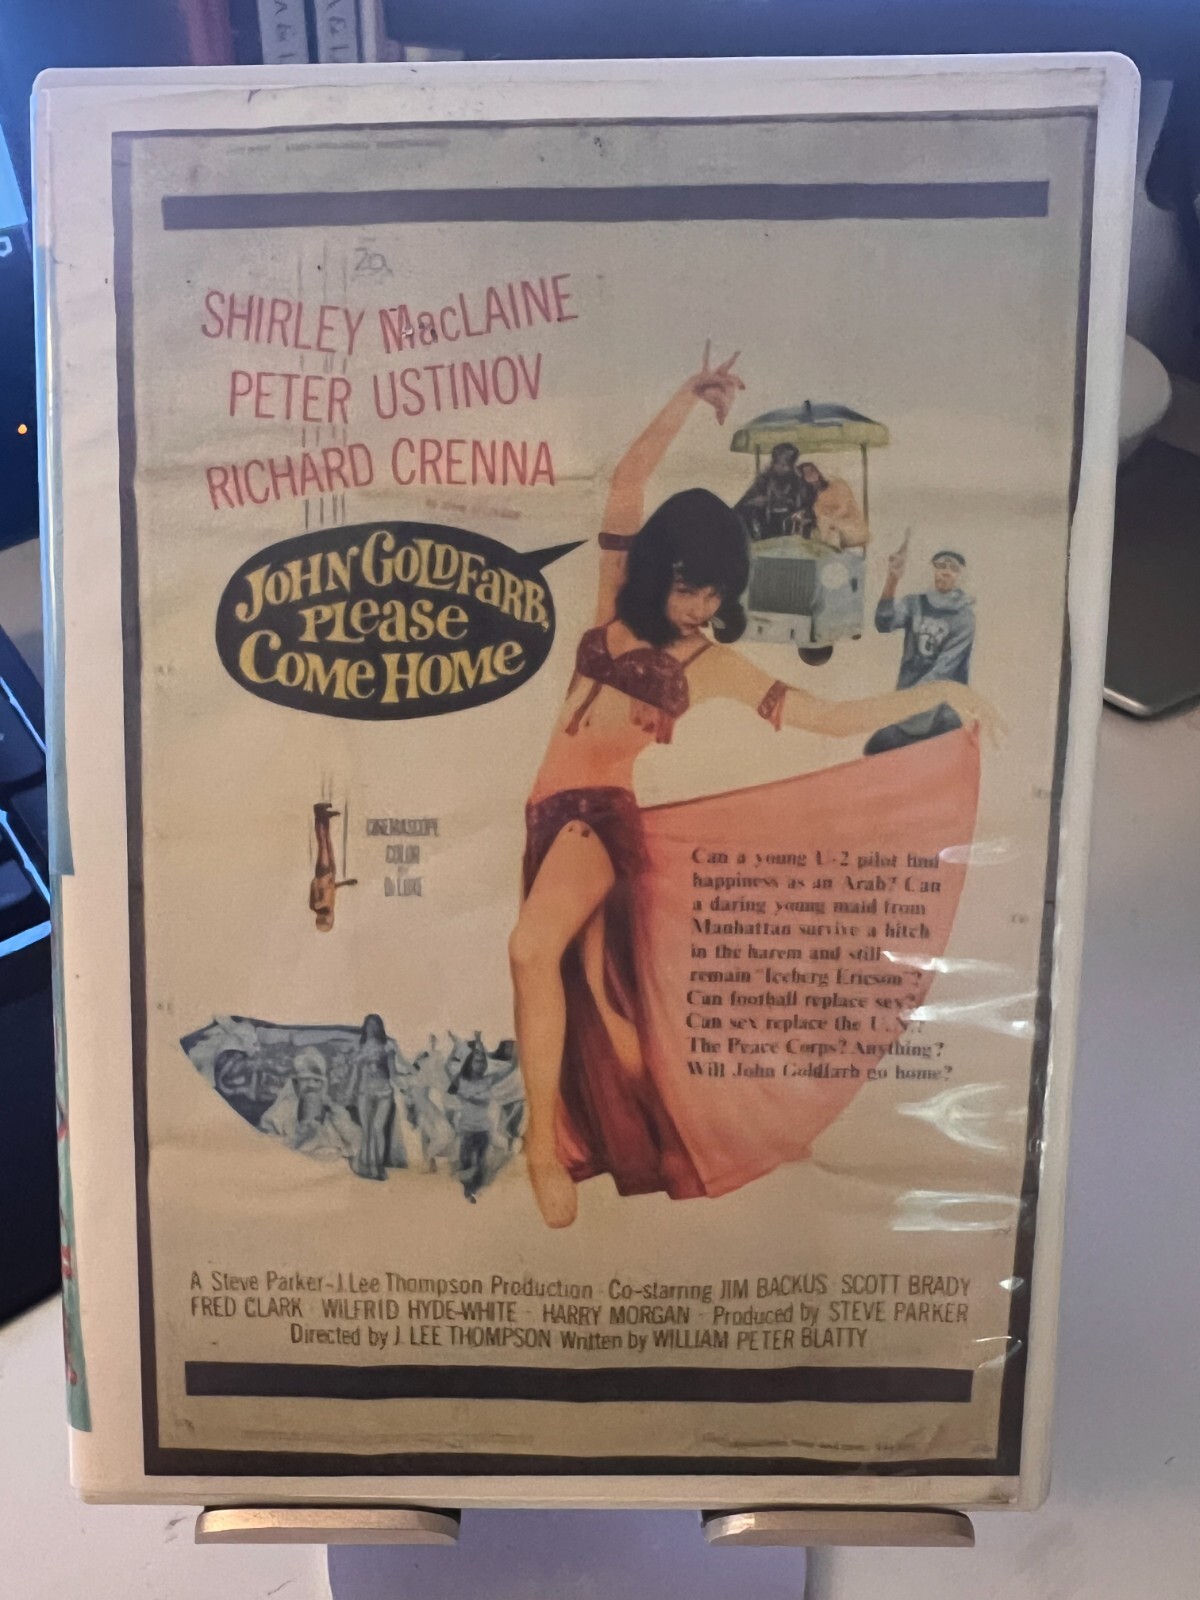 SHIRLEY MacLAINE
PETER USTINOV
RICHARD CRENNA
JOHN GOLDFARB,
PLEASE
COME HOME
CINEMASCOPE
COLOR
BY
DE LUXE
Can a young U-2 pilot find
happiness as an Arab? Can
a daring young maid from
Manhattan survive a hitch
in the harem and still
remain "Iceberg Ericson"?
Can football replace sex?
Can sex replace the U.N.?
The Peace Corps? Anything?
Will John Goldfarb go home?
A Steve Parker-J.Lee Thompson Production · Co-starring JIM BACKUS SCOTT BRADY
FRED CLARK · WILFRID HYDE-WHITE · HARRY MORGAN · Produced by STEVE PARKER
Directed by J. LEE THOMPSON Written by WILLIAM PETER BLATTY